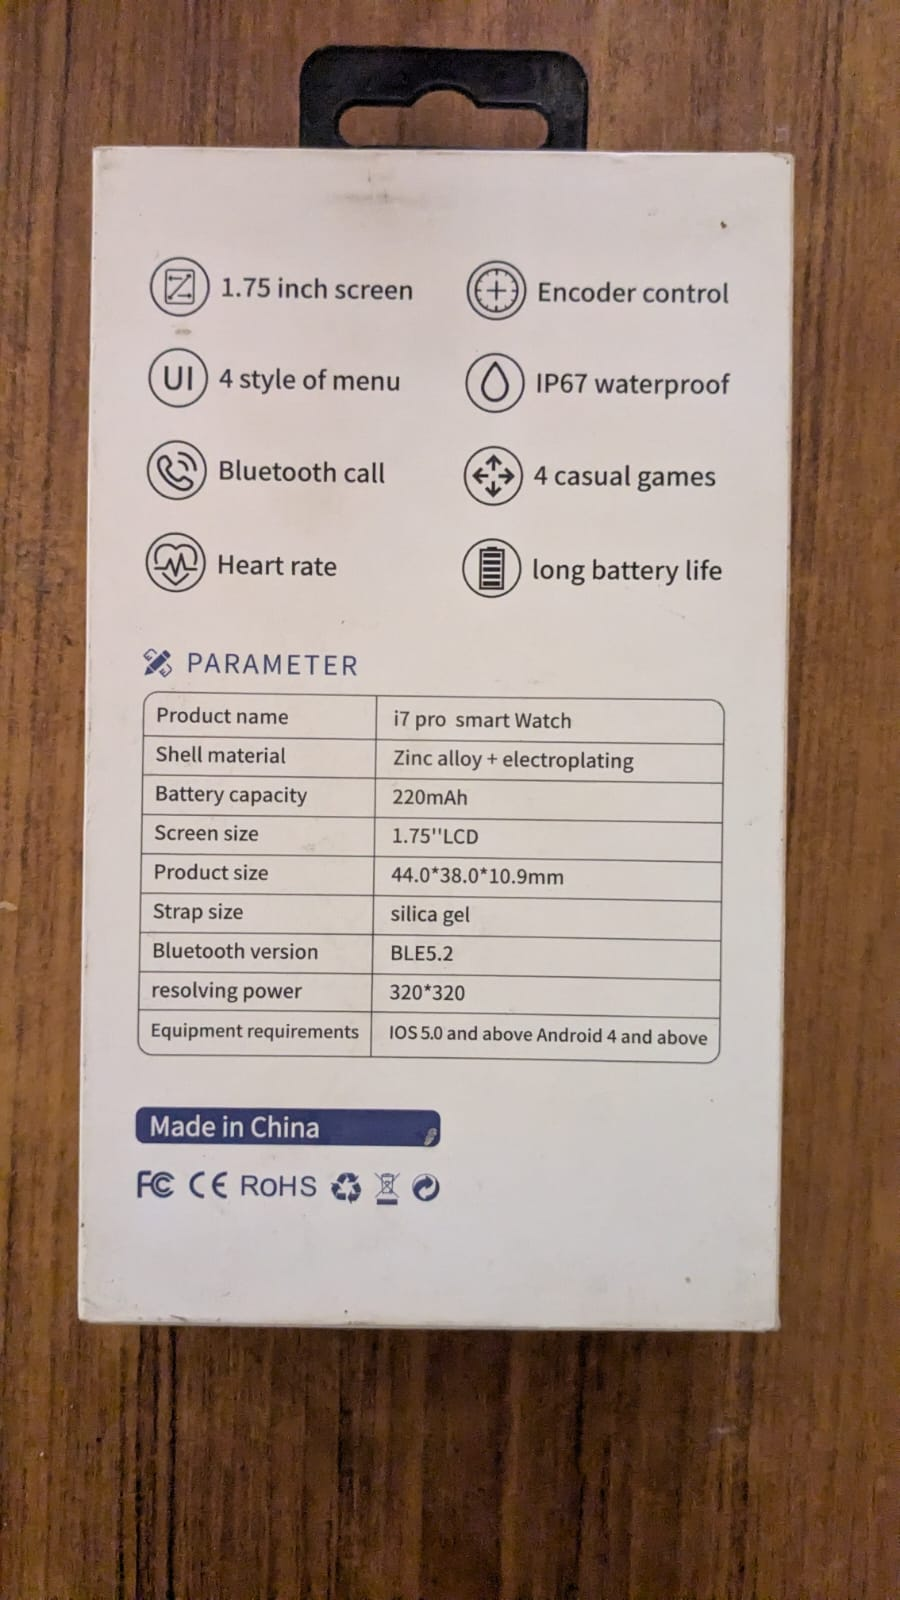 1.75 inch screen
Encoder control
UI 4 style of menu
IP67 waterproof
Bluetooth call
4 casual games
Heart rate
long battery life
PARAMETER
Product name i7 pro smart Watch
Shell material Zinc alloy + electroplating
Battery capacity 220mAh
Screen size 1.75''LCD
Product size 44.0*38.0*10.9mm
Strap size silica gel
Bluetooth version BLE5.2
resolving power 320*320
Equipment requirements IOS 5.0 and above Android 4 and above
Made in China
FC CE RoHS